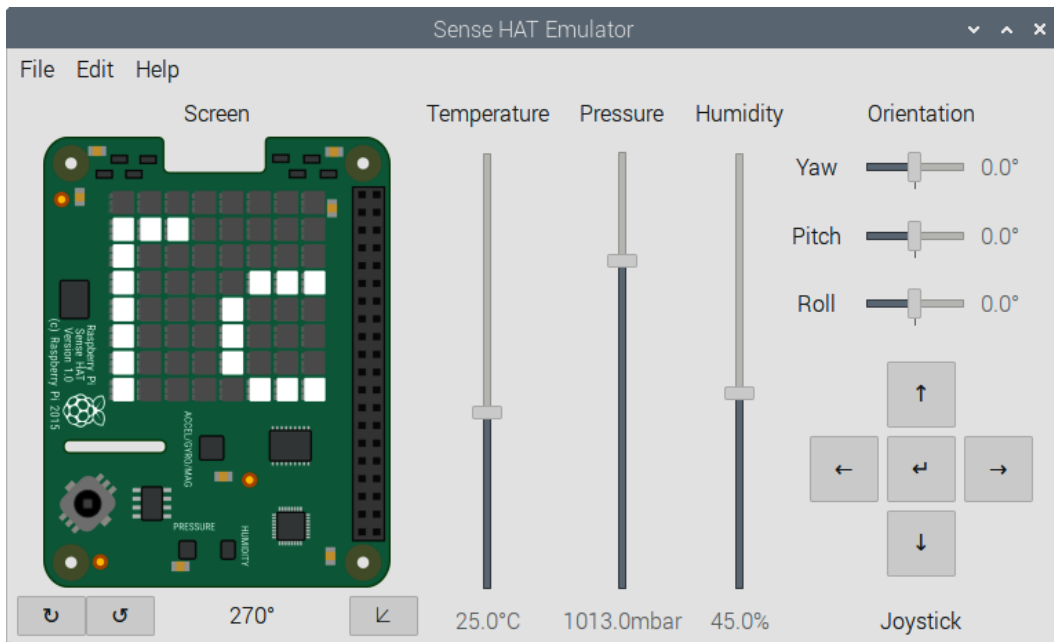 Sense HAT Emulator
File Edit Help
Screen
Temperature Pressure Humidity
Orientation
Yaw 0.0°
Pitch 0.0°
Roll 0.0°
Raspberry Pi
Sense HAT
Version 1.0
(c) Raspberry Pi 2015
ACCEL/GYRO/MAG
PRESSURE
HUMIDITY
↑
← ↵ →
↓
↻ ↺ 270°
25.0°C 1013.0mbar 45.0%
Joystick